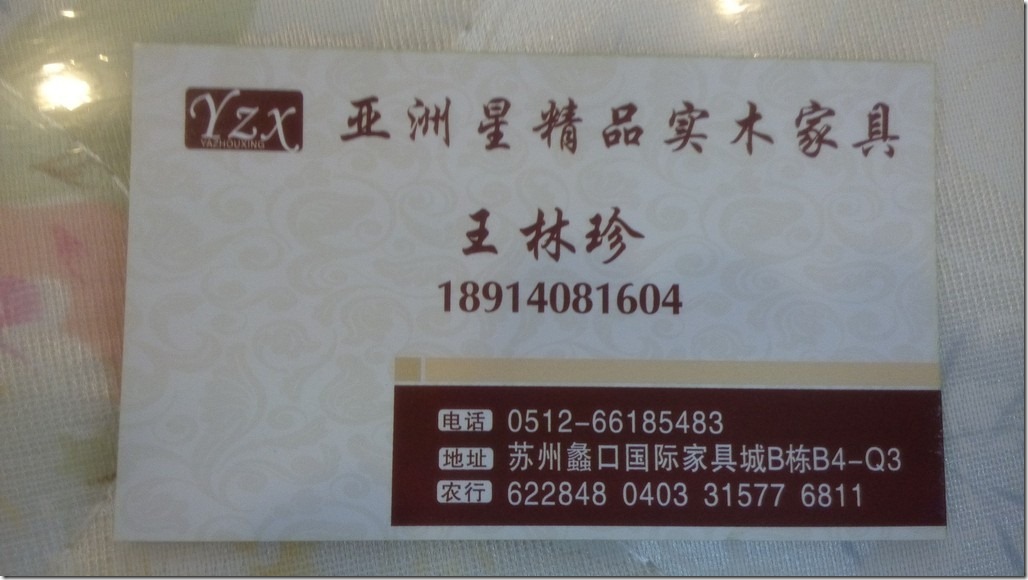 YZX
YAZHOUXING
亚洲星精品实木家具
王林珍
18914081604
电话 0512-66185483
地址 苏州蠡口国际家具城B栋B4-Q3
农行 622848 0403 31577 6811